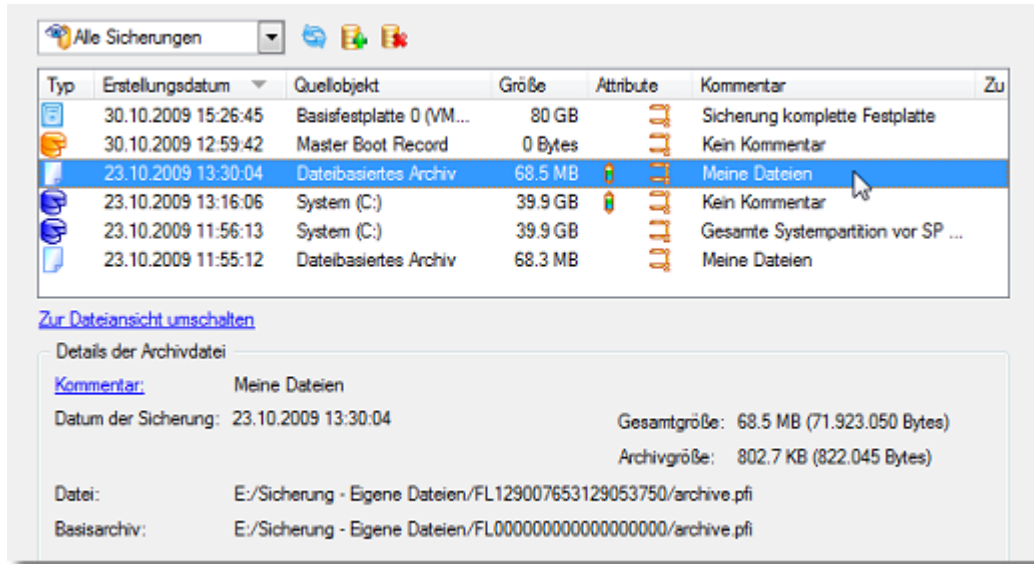 Alle Sicherungen
Typ Erstellungsdatum Quellobjekt Größe Attribute Kommentar Zu
30.10.2009 15:26:45 Basisfestplatte 0 (VM... 80 GB Sicherung komplette Festplatte
30.10.2009 12:59:42 Master Boot Record 0 Bytes Kein Kommentar
23.10.2009 13:30:04 Dateibasiertes Archiv 68.5 MB Meine Dateien
23.10.2009 13:16:06 System (C:) 39.9 GB Kein Kommentar
23.10.2009 11:56:13 System (C:) 39.9 GB Gesamte Systempartition vor SP ...
23.10.2009 11:55:12 Dateibasiertes Archiv 68.3 MB Meine Dateien
Zur Dateiansicht umschalten
Details der Archivdatei
Kommentar: Meine Dateien
Datum der Sicherung: 23.10.2009 13:30:04 Gesamtgröße: 68.5 MB (71.923.050 Bytes)
Archivgröße: 802.7 KB (822.045 Bytes)
Datei: E:/Sicherung - Eigene Dateien/FL129007653129053750/archive.pfi
Basisarchiv: E:/Sicherung - Eigene Dateien/FL000000000000000000/archive.pfi